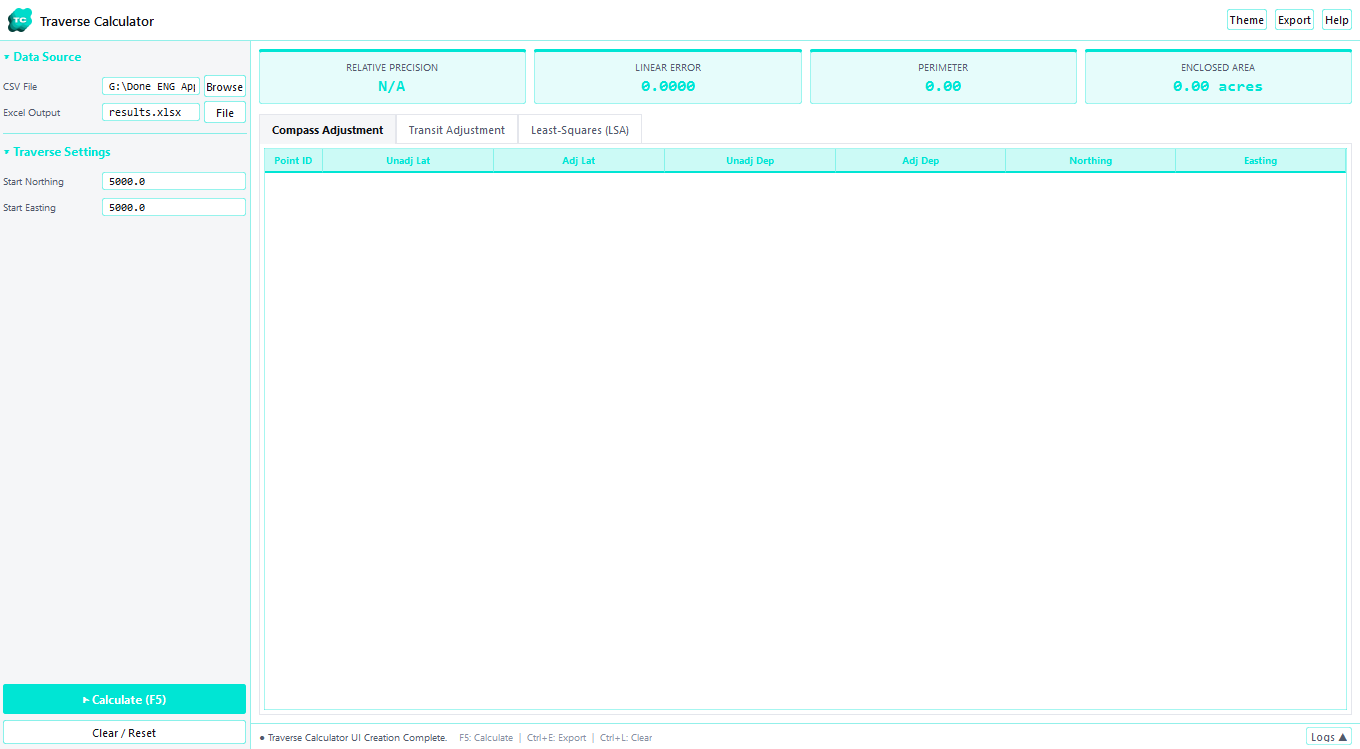 TC Traverse Calculator Theme Export Help
▾ Data Source
CSV File G:\Done ENG App Browse
Excel Output results.xlsx File
▾ Traverse Settings
Start Northing 5000.0
Start Easting 5000.0
▸ Calculate (F5)
Clear / Reset
RELATIVE PRECISION
N/A
LINEAR ERROR
0.0000
PERIMETER
0.00
ENCLOSED AREA
0.00 acres
Compass Adjustment Transit Adjustment Least-Squares (LSA)
Point ID Unadj Lat Adj Lat Unadj Dep Adj Dep Northing Easting
● Traverse Calculator UI Creation Complete. F5: Calculate | Ctrl+E: Export | Ctrl+L: Clear Logs ▲